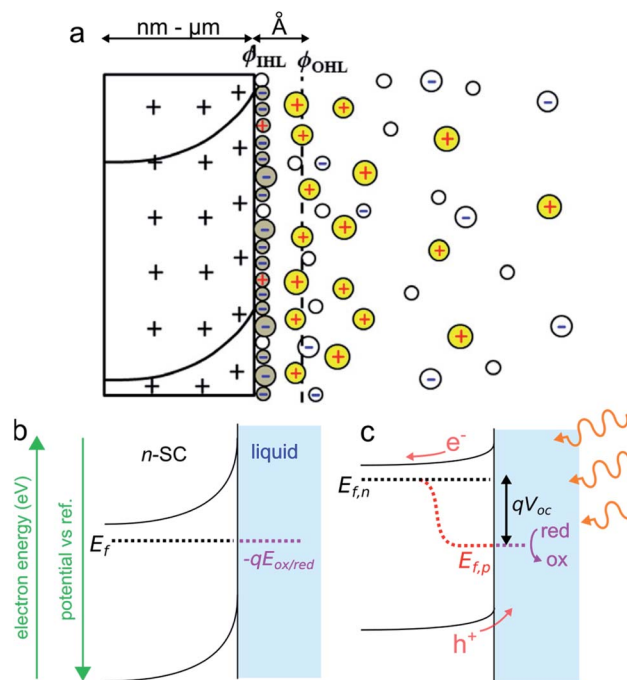 a
nm - μm
Å
ϕIHL
ϕOHL
b
electron energy (eV)
potential vs ref.
n-SC
liquid
Ef
-qEox/red
c
e-
Ef,n
qVoc
Ef,p
red
ox
h+